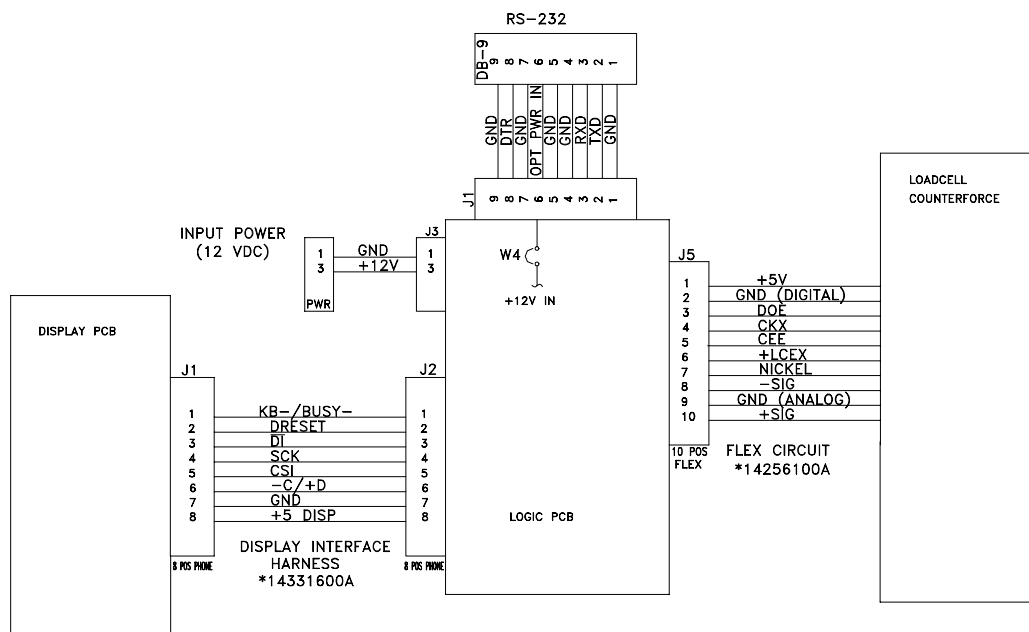 RS-232
DB-9
9 8 7 6 5 4 3 2 1
GND
DTR
GND
OPT PWR IN
GND
GND
RXD
TXD
GND
J1
9 8 7 6 5 4 3 2 1
W4
+12V IN
INPUT POWER
(12 VDC)
J3
1 GND 1
3 +12V 3
PWR
LOADCELL
COUNTERFORCE
J5
1 +5V
2 GND (DIGITAL)
3 DOE
4 CKX
5 CEE
6 +LCEX
7 NICKEL
8 -SIG
9 GND (ANALOG)
10 +SIG
10 POS
FLEX
FLEX CIRCUIT
*14256100A
DISPLAY PCB
J1 J2
1 KB-/BUSY- 1
2 DRESET 2
3 DI 3
4 SCK 4
5 CSI 5
6 -C/+D 6
7 GND 7
8 +5 DISP 8
8 POS PHONE
8 POS PHONE
DISPLAY INTERFACE
HARNESS
*14331600A
LOGIC PCB